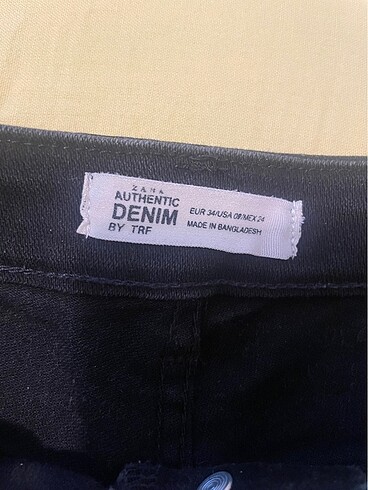 ZARA
AUTHENTIC
DENIM
BY TRF
EUR 34/USA 02/MEX 24
MADE IN BANGLADESH